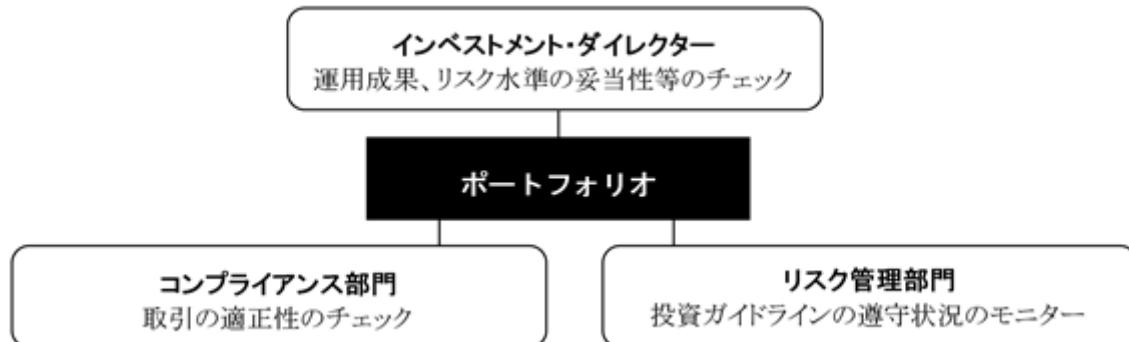 インベストメント・ダイレクター
運用成果、リスク水準の妥当性等のチェック
ポートフォリオ
コンプライアンス部門
取引の適正性のチェック
リスク管理部門
投資ガイドラインの遵守状況のモニター